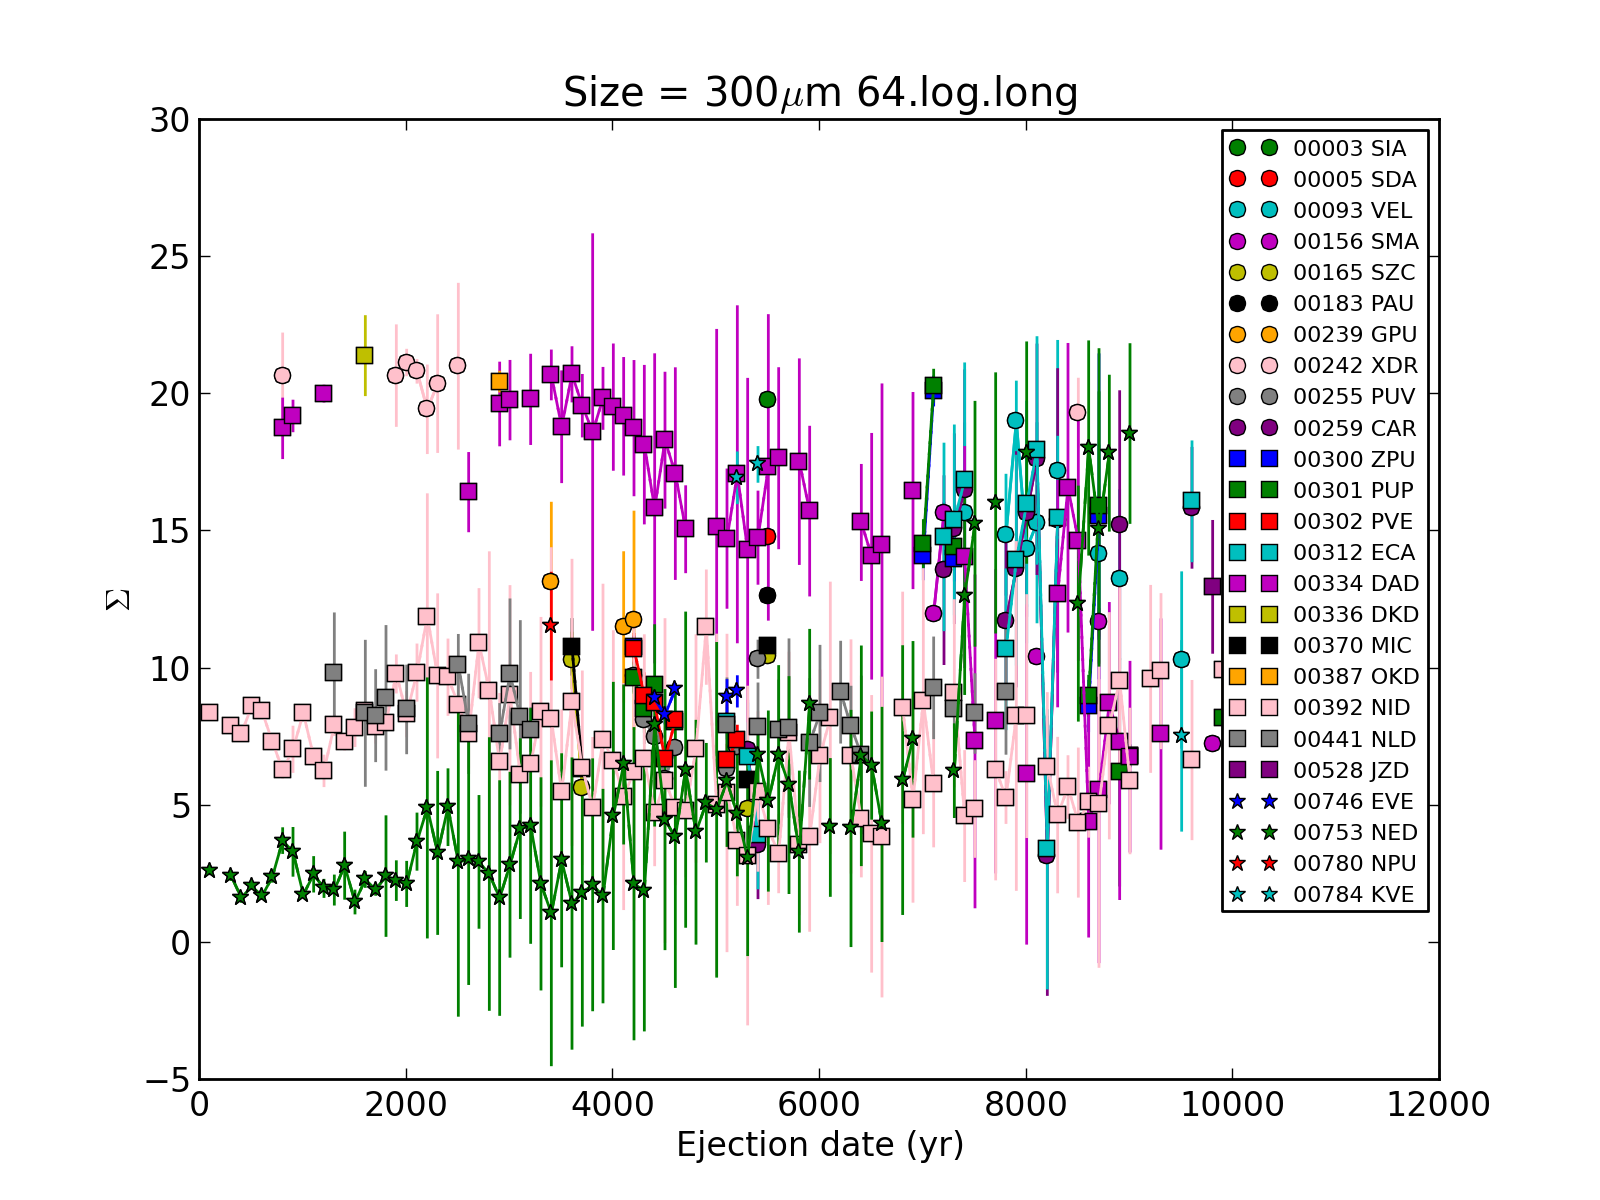 Size = 300μm 64.log.long
30
25
20
15
10
5
0
−5
Σ
0 2000 4000 6000 8000 10000 12000
Ejection date (yr)
00003 SIA
00005 SDA
00093 VEL
00156 SMA
00165 SZC
00183 PAU
00239 GPU
00242 XDR
00255 PUV
00259 CAR
00300 ZPU
00301 PUP
00302 PVE
00312 ECA
00334 DAD
00336 DKD
00370 MIC
00387 OKD
00392 NID
00441 NLD
00528 JZD
00746 EVE
00753 NED
00780 NPU
00784 KVE